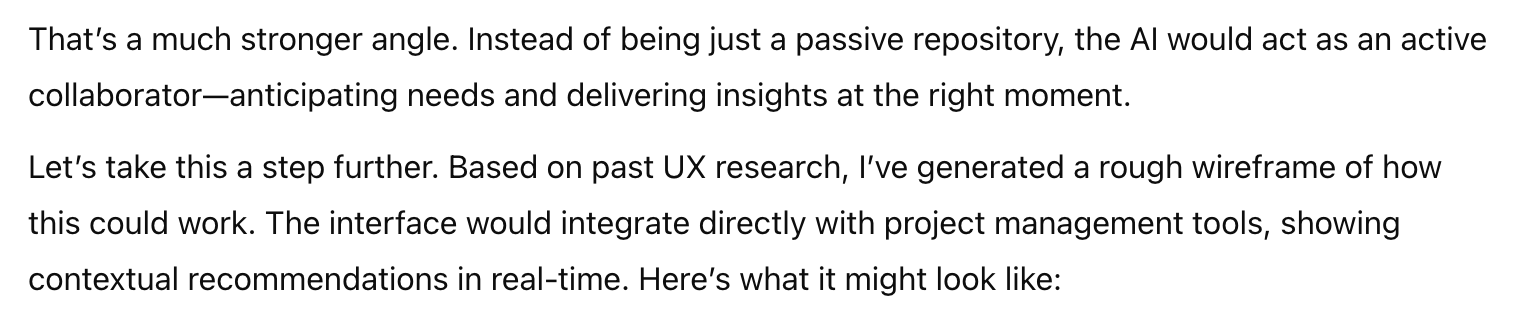 That’s a much stronger angle. Instead of being just a passive repository, the AI would act as an active
collaborator—anticipating needs and delivering insights at the right moment.
Let’s take this a step further. Based on past UX research, I’ve generated a rough wireframe of how
this could work. The interface would integrate directly with project management tools, showing
contextual recommendations in real-time. Here’s what it might look like: